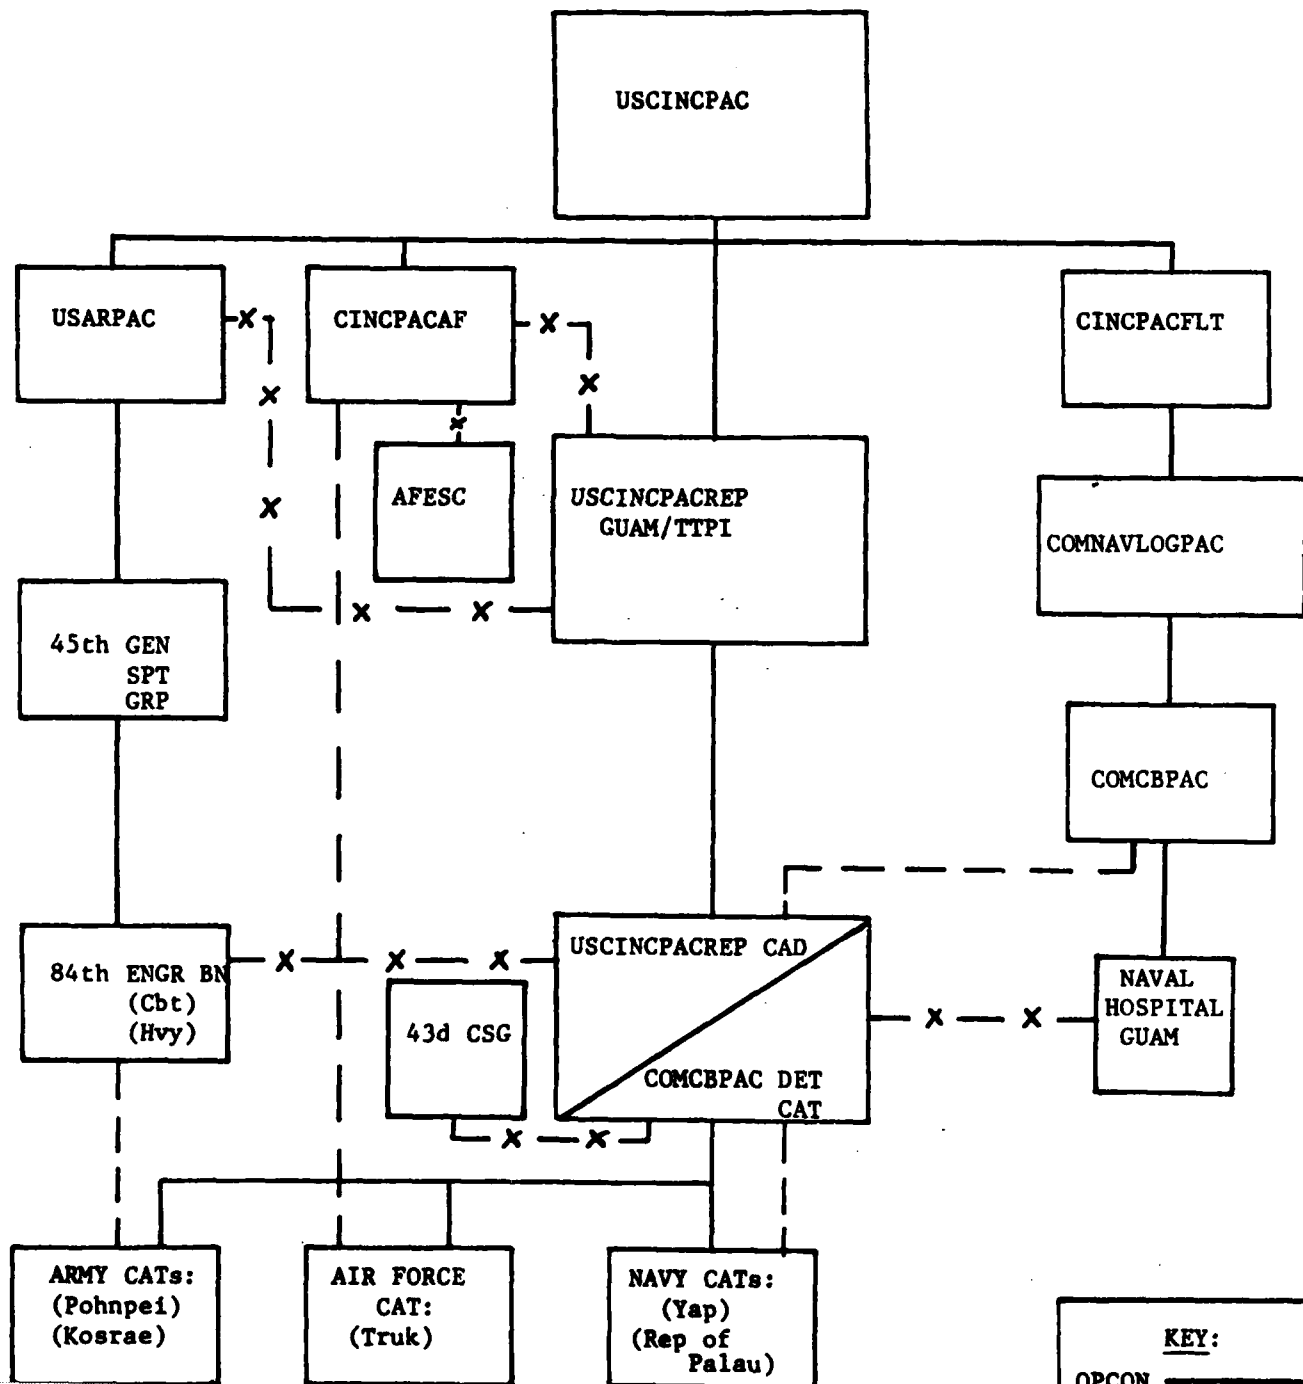 USCINCPAC
USARPAC
CINCPACAF
CINCPACFLT
AFESC
USCINCPACREP
GUAM/TTPI
COMNAVLOGPAC
45th GEN
SPT
GRP
COMCBPAC
84th ENGR BN
(Cbt)
(Hvy)
43d CSG
USCINCPACREP CAD
COMCBPAC DET
CAT
NAVAL
HOSPITAL
GUAM
ARMY CATs:
(Pohnpei)
(Kosrae)
AIR FORCE
CAT:
(Truk)
NAVY CATs:
(Yap)
(Rep of
Palau)
KEY:
OPCON